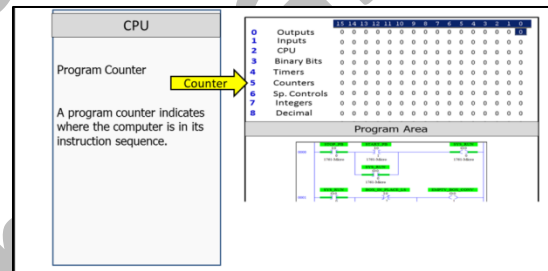 CPU
Program Counter
A program counter indicates
where the computer is in its
instruction sequence.
Counter
15 14 13 12 11 10 9 8 7 6 5 4 3 2 1 0
0 Outputs 0 0 0 0 0 0 0 0 0 0 0 0 0 0 0 0
1 Inputs 0 0 0 0 0 0 0 0 0 0 0 0 0 0 0 0
2 CPU 0 0 0 0 0 0 0 0 0 0 0 0 0 0 0 0
3 Binary Bits 0 0 0 0 0 0 0 0 0 0 0 0 0 0 0 0
4 Timers 0 0 0 0 0 0 0 0 0 0 0 0 0 0 0 0
5 Counters 0 0 0 0 0 0 0 0 0 0 0 0 0 0 0 0
6 Sp. Controls 0 0 0 0 0 0 0 0 0 0 0 0 0 0 0 0
7 Integers 0 0 0 0 0 0 0 0 0 0 0 0 0 0 0 0
8 Decimal 0 0 0 0 0 0 0 0 0 0 0 0 0 0 0 0
Program Area